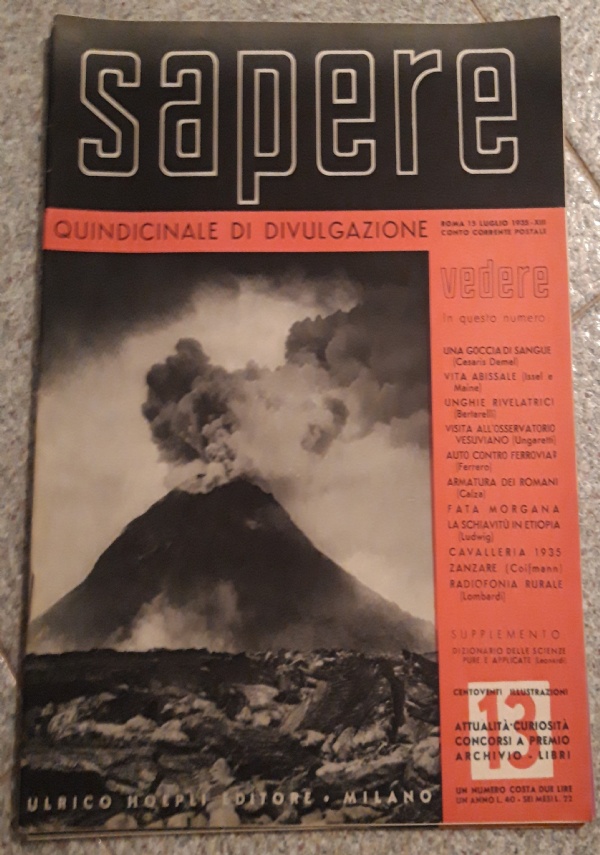 sapere
QUINDICINALE DI DIVULGAZIONE
ROMA 15 LUGLIO 1935-XIII
CONTO CORRENTE POSTALE
vedere
In questo numero:
UNA GOCCIA DI SANGUE
(Cesaris Demel)
VITA ABISSALE (Issel e
Maine)
UNGHIE RIVELATRICI
(Bertarelli)
VISITA ALL'OSSERVATORIO
VESUVIANO (Ungaretti)
AUTO CONTRO FERROVIA?
(Ferrero)
ARMATURA DEI ROMANI
(Calza)
FATA MORGANA
LA SCHIAVITÙ IN ETIOPIA
(Ludwig)
CAVALLERIA 1935
ZANZARE (Coifmann)
RADIOFONIA RURALE
(Lombardi)
SUPPLEMENTO
DIZIONARIO DELLE SCIENZE
PURE E APPLICATE (Leonardi)
CENTOVENTI ILLUSTRAZIONI
13
ATTUALITÀ-CURIOSITÀ
CONCORSI A PREMIO
ARCHIVIO - LIBRI
UN NUMERO COSTA DUE LIRE
UN ANNO L. 40 - SEI MESI L. 22
ULRICO HOEPLI EDITORE • MILANO